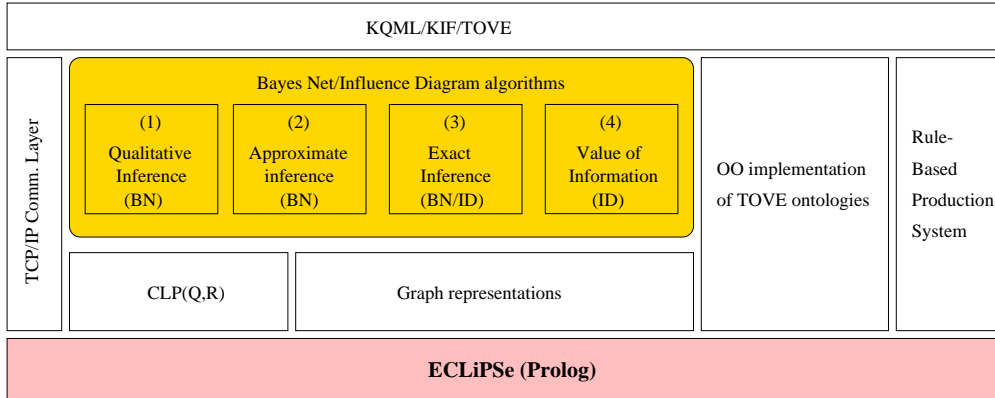 KQML/KIF/TOVE
TCP/IP Comm. Layer
Bayes Net/Influence Diagram algorithms
(1)
Qualitative
Inference
(BN)
(2)
Approximate
inference
(BN)
(3)
Exact
Inference
(BN/ID)
(4)
Value of
Information
(ID)
OO implementation
of TOVE ontologies
Rule-
Based
Production
System
CLP(Q,R)
Graph representations
ECLiPSe (Prolog)